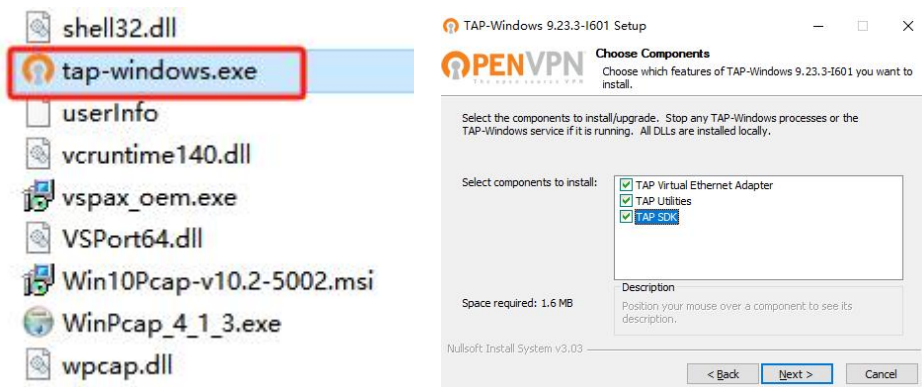 shell32.dll
tap-windows.exe
userInfo
vcruntime140.dll
vspax_oem.exe
VSPort64.dll
Win10Pcap-v10.2-5002.msi
WinPcap_4_1_3.exe
wpcap.dll
TAP-Windows 9.23.3-I601 Setup
OPENVPN
Choose Components
Choose which features of TAP-Windows 9.23.3-I601 you want to
install.
Select the components to install/upgrade. Stop any TAP-Windows processes or the
TAP-Windows service if it is running. All DLLs are installed locally.
Select components to install:
TAP Virtual Ethernet Adapter
TAP Utilities
TAP SDK
Space required: 1.6 MB
Description
Position your mouse over a component to see its
description.
Nullsoft Install System v3.03
< Back
Next >
Cancel